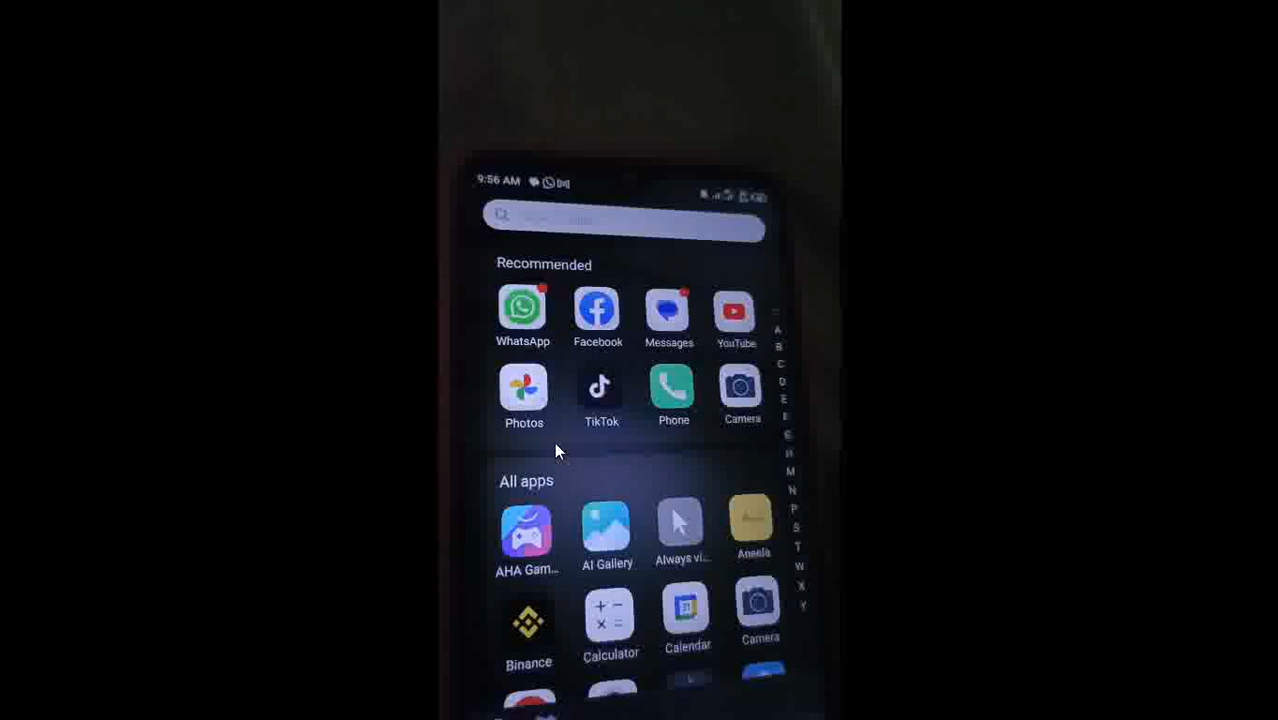 9:56 AM
Recommended
WhatsApp Facebook Messages YouTube
Photos TikTok Phone Camera
All apps
AHA Gam... AI Gallery Always vi... Aneela
Binance Calculator Calendar Camera
A
B
C
D
E
F
G
H
M
N
P
S
T
W
X
Y